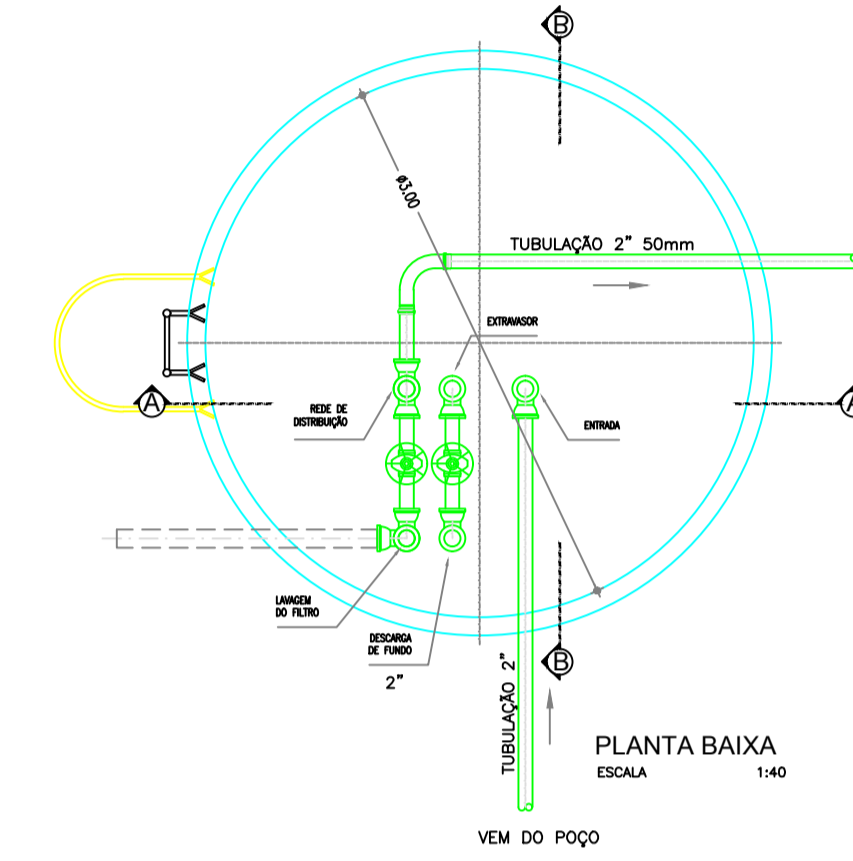 B
ø3.00
TUBULAÇÃO 2" 50mm
EXTRAVASOR
A
REDE DE
DISTRIBUIÇÃO
ENTRADA
A
LAVAGEM
DO FILTRO
DESCARGA
DE FUNDO
2"
TUBULAÇÃO 2"
B
PLANTA BAIXA
ESCALA 1:40
VEM DO POÇO